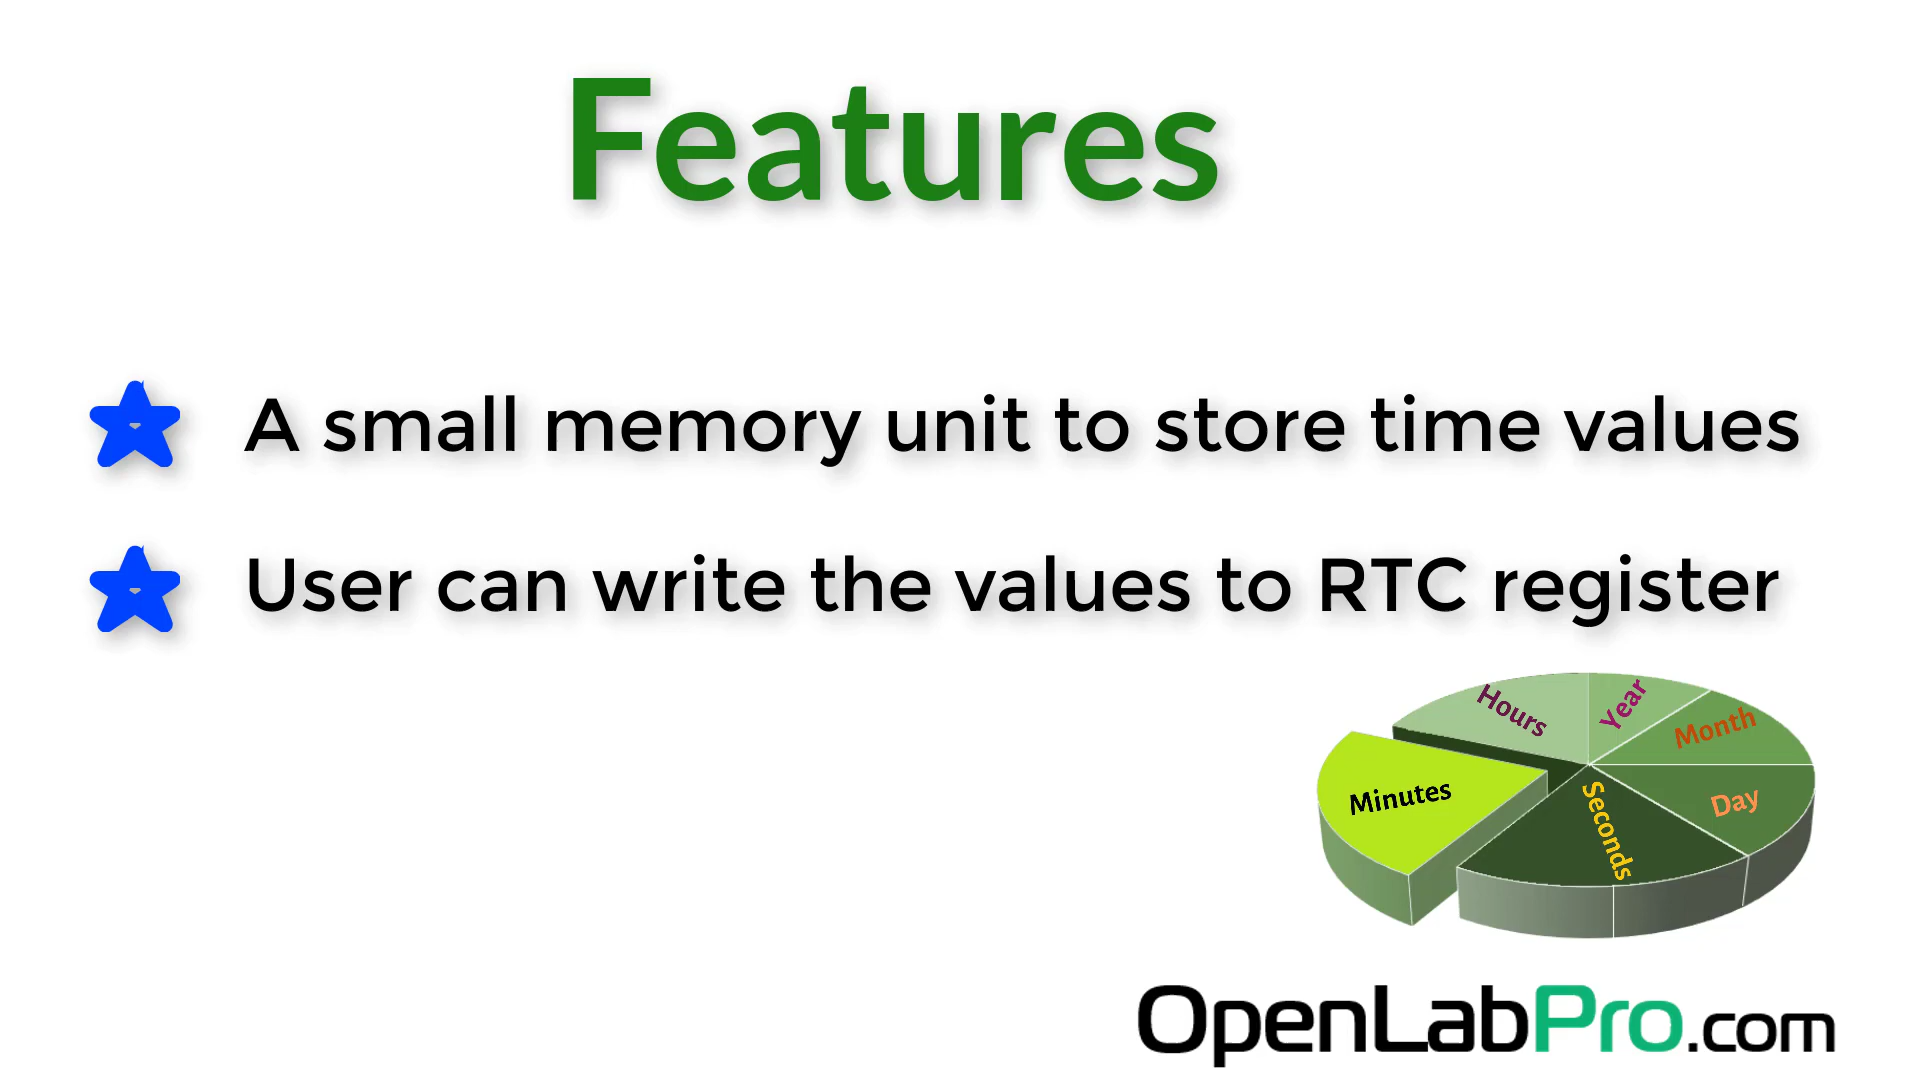 Features
A small memory unit to store time values
User can write the values to RTC register
Hours
Year
Month
Minutes
Day
Seconds
OpenLabPro.com